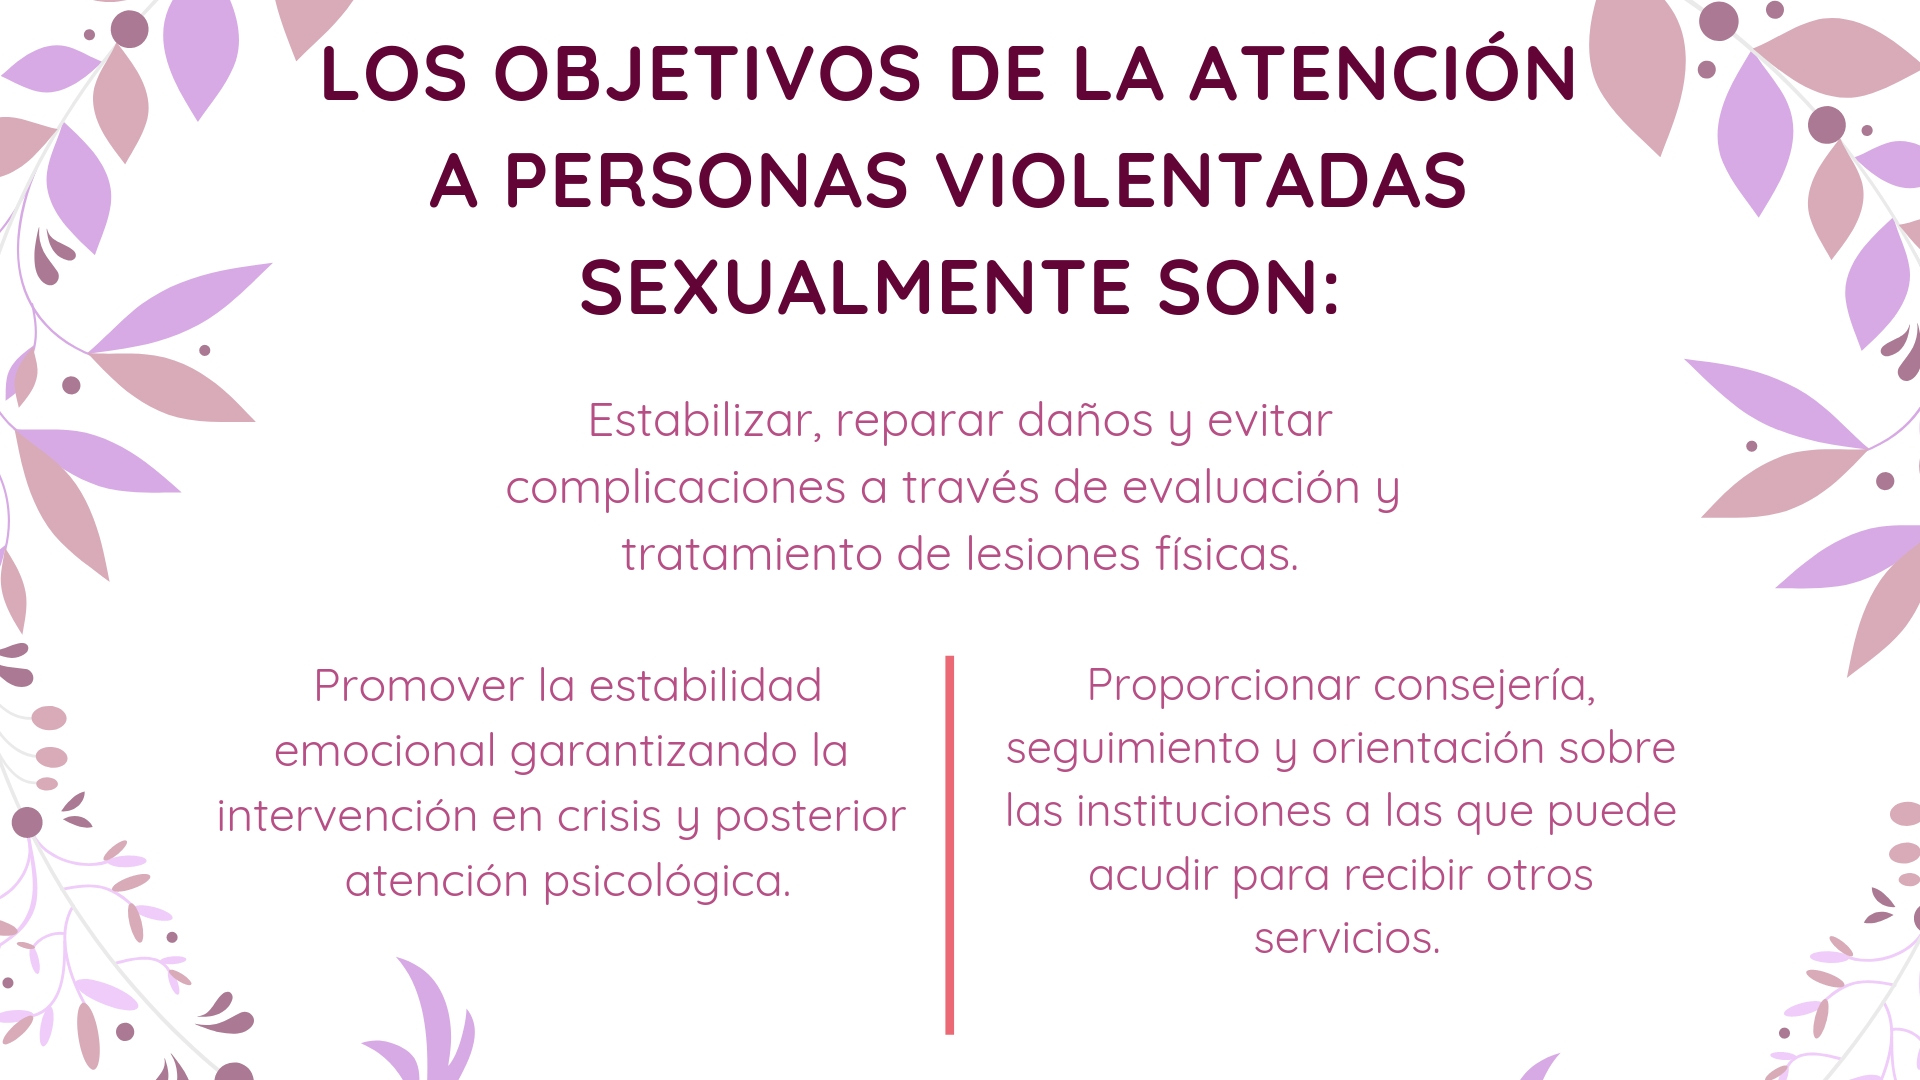 LOS OBJETIVOS DE LA ATENCIÓN
A PERSONAS VIOLENTADAS
SEXUALMENTE SON:
Estabilizar, reparar daños y evitar
complicaciones a través de evaluación y
tratamiento de lesiones físicas.
Promover la estabilidad
emocional garantizando la
intervención en crisis y posterior
atención psicológica.
Proporcionar consejería,
seguimiento y orientación sobre
las instituciones a las que puede
acudir para recibir otros
servicios.